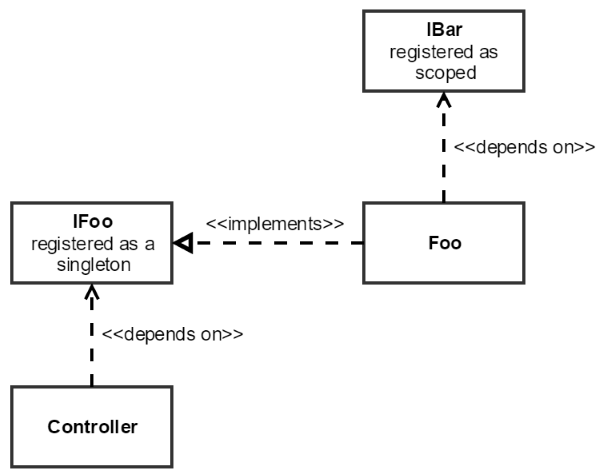 IBar
registered as
scoped
<<depends on>>
IFoo
registered as a
singleton
<<implements>>
Foo
<<depends on>>
Controller